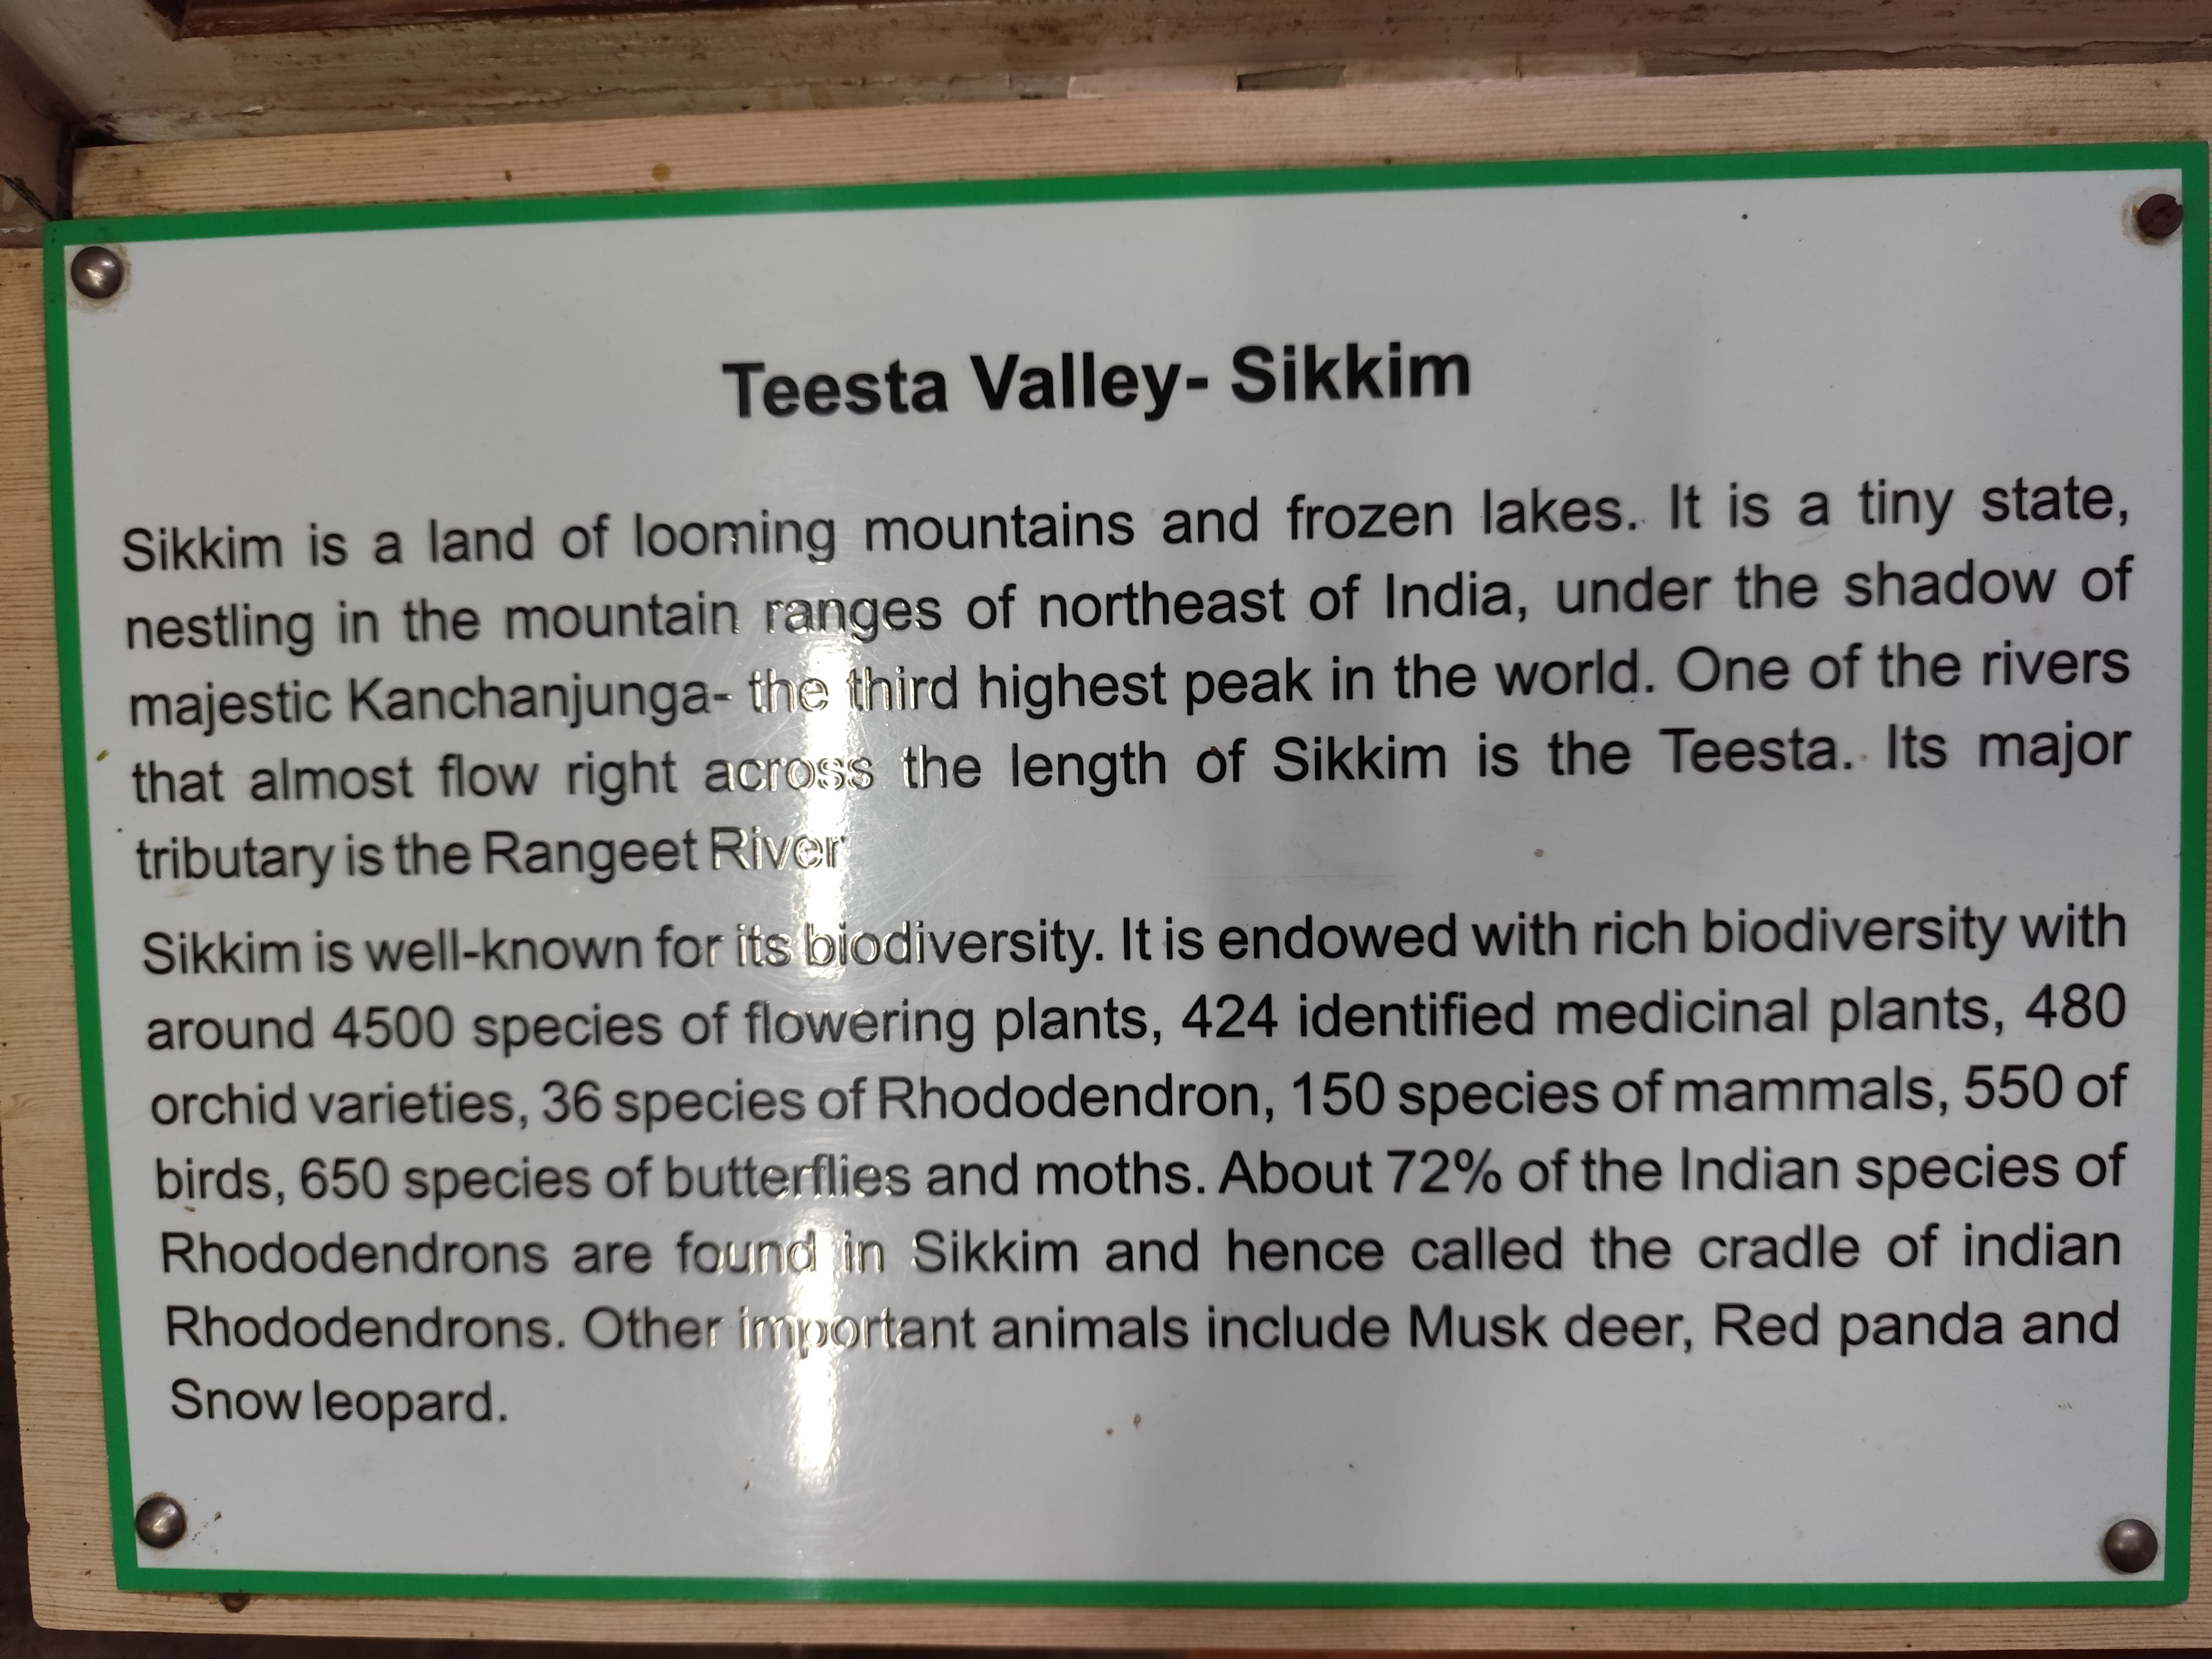 Teesta Valley- Sikkim
Sikkim is a land of looming mountains and frozen lakes. It is a tiny state,
nestling in the mountain ranges of northeast of India, under the shadow of
majestic Kanchanjunga- the third highest peak in the world. One of the rivers
that almost flow right across the length of Sikkim is the Teesta. Its major
tributary is the Rangeet River
Sikkim is well-known for its biodiversity. It is endowed with rich biodiversity with
around 4500 species of flowering plants, 424 identified medicinal plants, 480
orchid varieties, 36 species of Rhododendron, 150 species of mammals, 550 of
birds, 650 species of butterflies and moths. About 72% of the Indian species of
Rhododendrons are found in Sikkim and hence called the cradle of indian
Rhododendrons. Other important animals include Musk deer, Red panda and
Snow leopard.